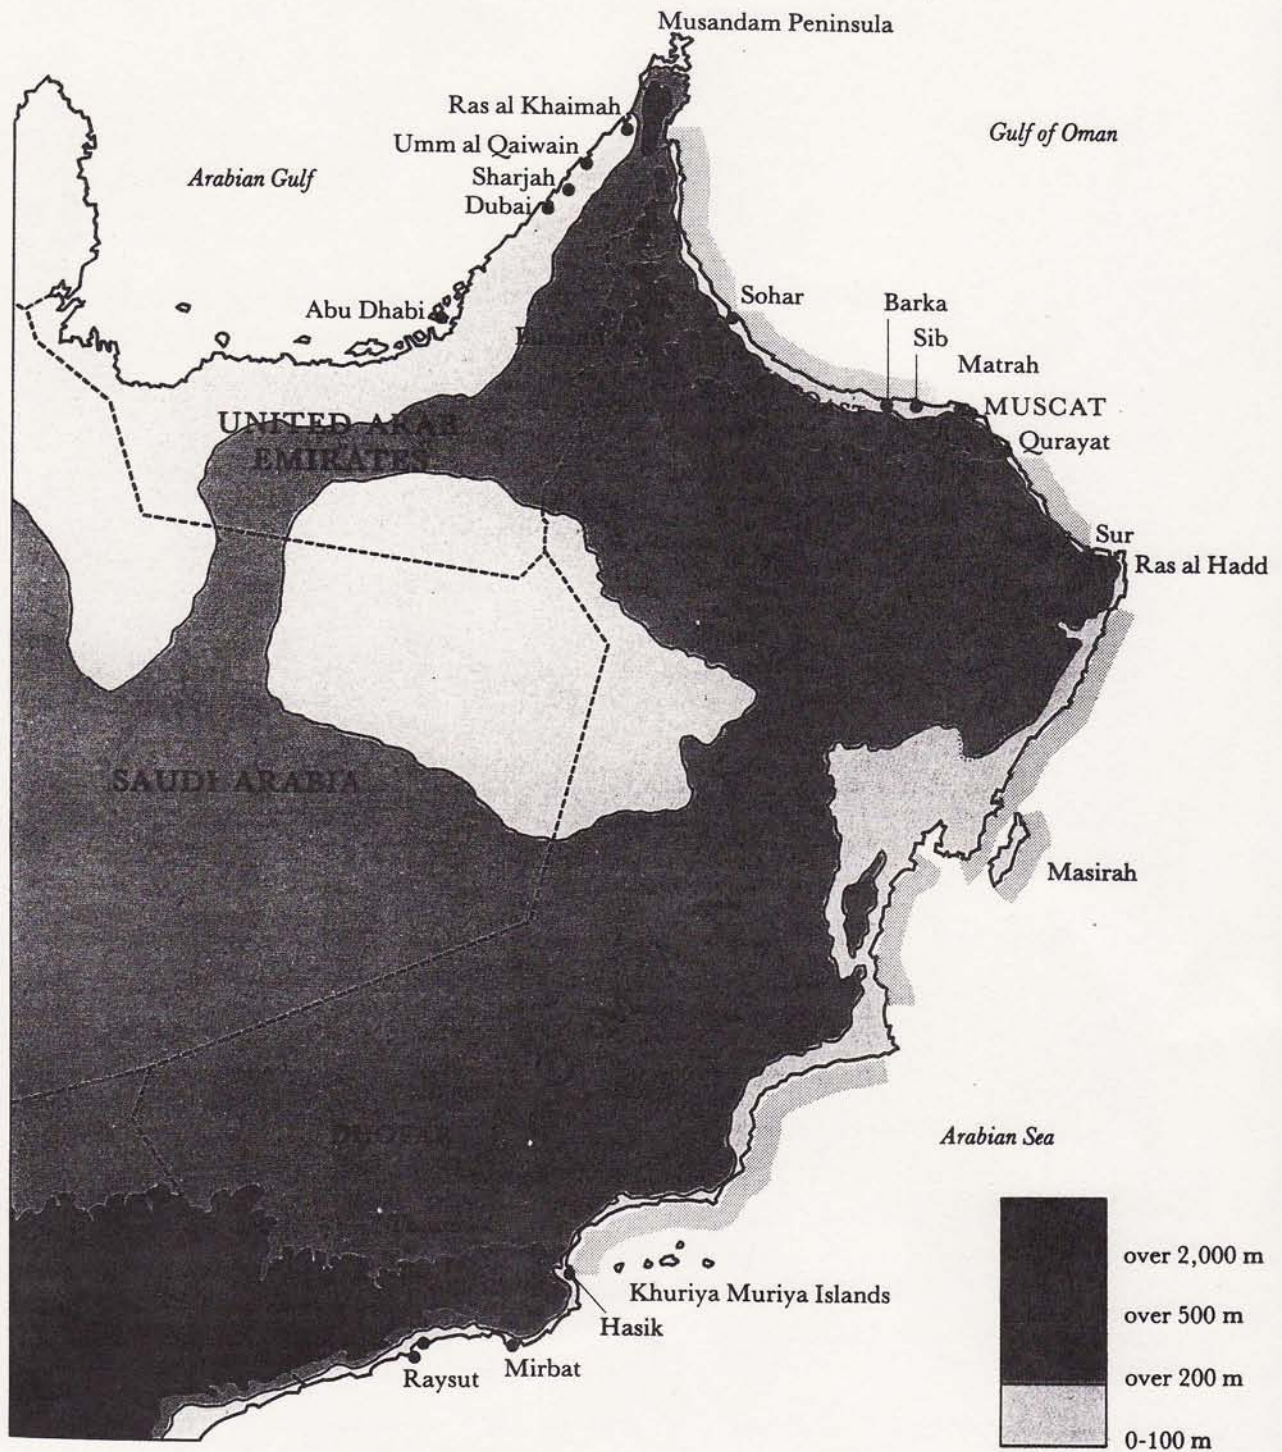 Musandam Peninsula
Ras al Khaimah
Gulf of Oman
Umm al Qaiwain
Arabian Gulf
Sharjah
Dubai
Abu Dhabi
Sohar
Barka
Sib
Matrah
MUSCAT
UNITED ARAB
EMIRATES
Qurayat
Sur
Ras al Hadd
SAUDI ARABIA
Masirah
DHOFAR
Arabian Sea
over 2,000 m
Khuriya Muriya Islands
over 500 m
Hasik
Mirbat
Raysut
over 200 m
0-100 m